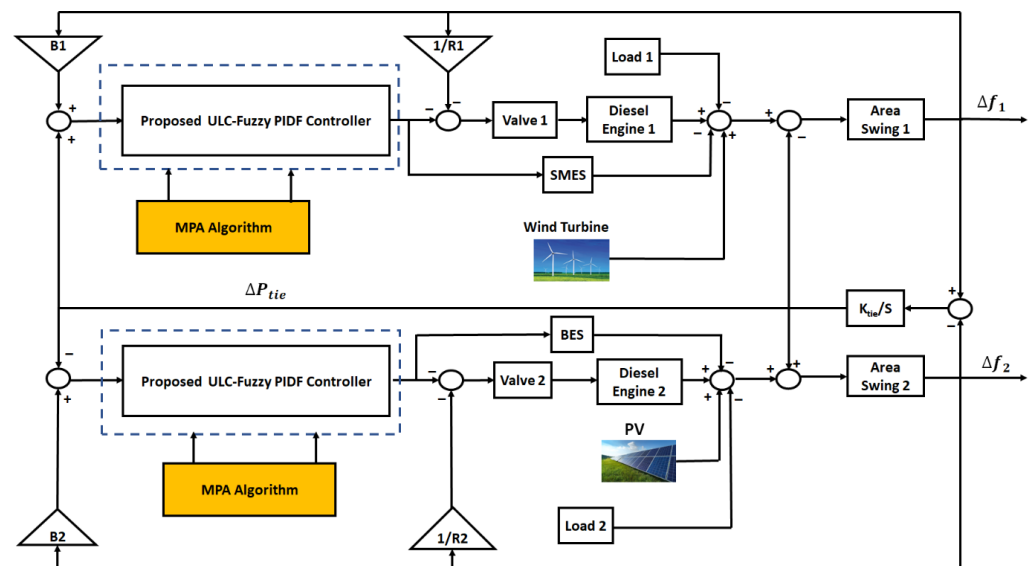 B1
1/R1
Load 1
Δf1
+
+
Proposed ULC-Fuzzy PIDF Controller
−
−
Valve 1
Diesel
Engine 1
+
−
−
+
+
−
Area
Swing 1
SMES
MPA Algorithm
Wind Turbine
ΔPtie
Ktie/S
+
−
BES
−
+
Proposed ULC-Fuzzy PIDF Controller
−
−
Valve 2
Diesel
Engine 2
−
+
+
−
+
+
Area
Swing 2
Δf2
PV
MPA Algorithm
Load 2
B2
1/R2